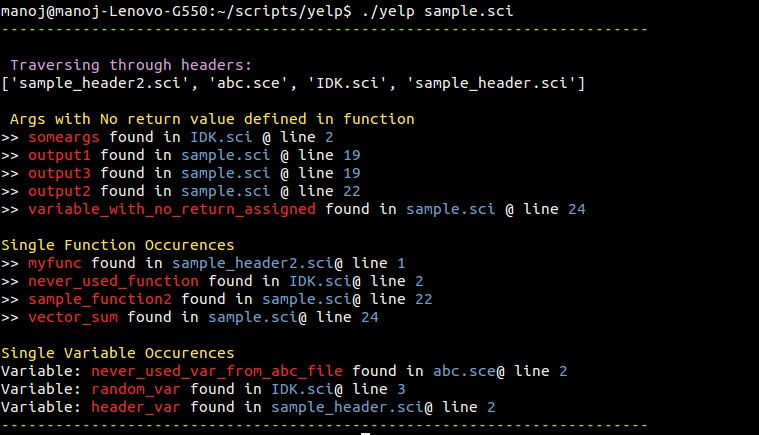 manoj@manoj-Lenovo-G550:~/scripts/yelp$ ./yelp sample.sci
------------------------------------------------------------------------
Traversing through headers:
['sample_header2.sci', 'abc.sce', 'IDK.sci', 'sample_header.sci']
Args with No return value defined in function
>> someargs found in IDK.sci @ line 2
>> output1 found in sample.sci @ line 19
>> output3 found in sample.sci @ line 19
>> output2 found in sample.sci @ line 22
>> variable_with_no_return_assigned found in sample.sci @ line 24
Single Function Occurences
>> myfunc found in sample_header2.sci@ line 1
>> never_used_function found in IDK.sci@ line 2
>> sample_function2 found in sample.sci@ line 22
>> vector_sum found in sample.sci@ line 24
Single Variable Occurences
Variable: never_used_var_from_abc_file found in abc.sce@ line 2
Variable: random_var found in IDK.sci@ line 3
Variable: header_var found in sample_header.sci@ line 2
------------------------------------------------------------------------